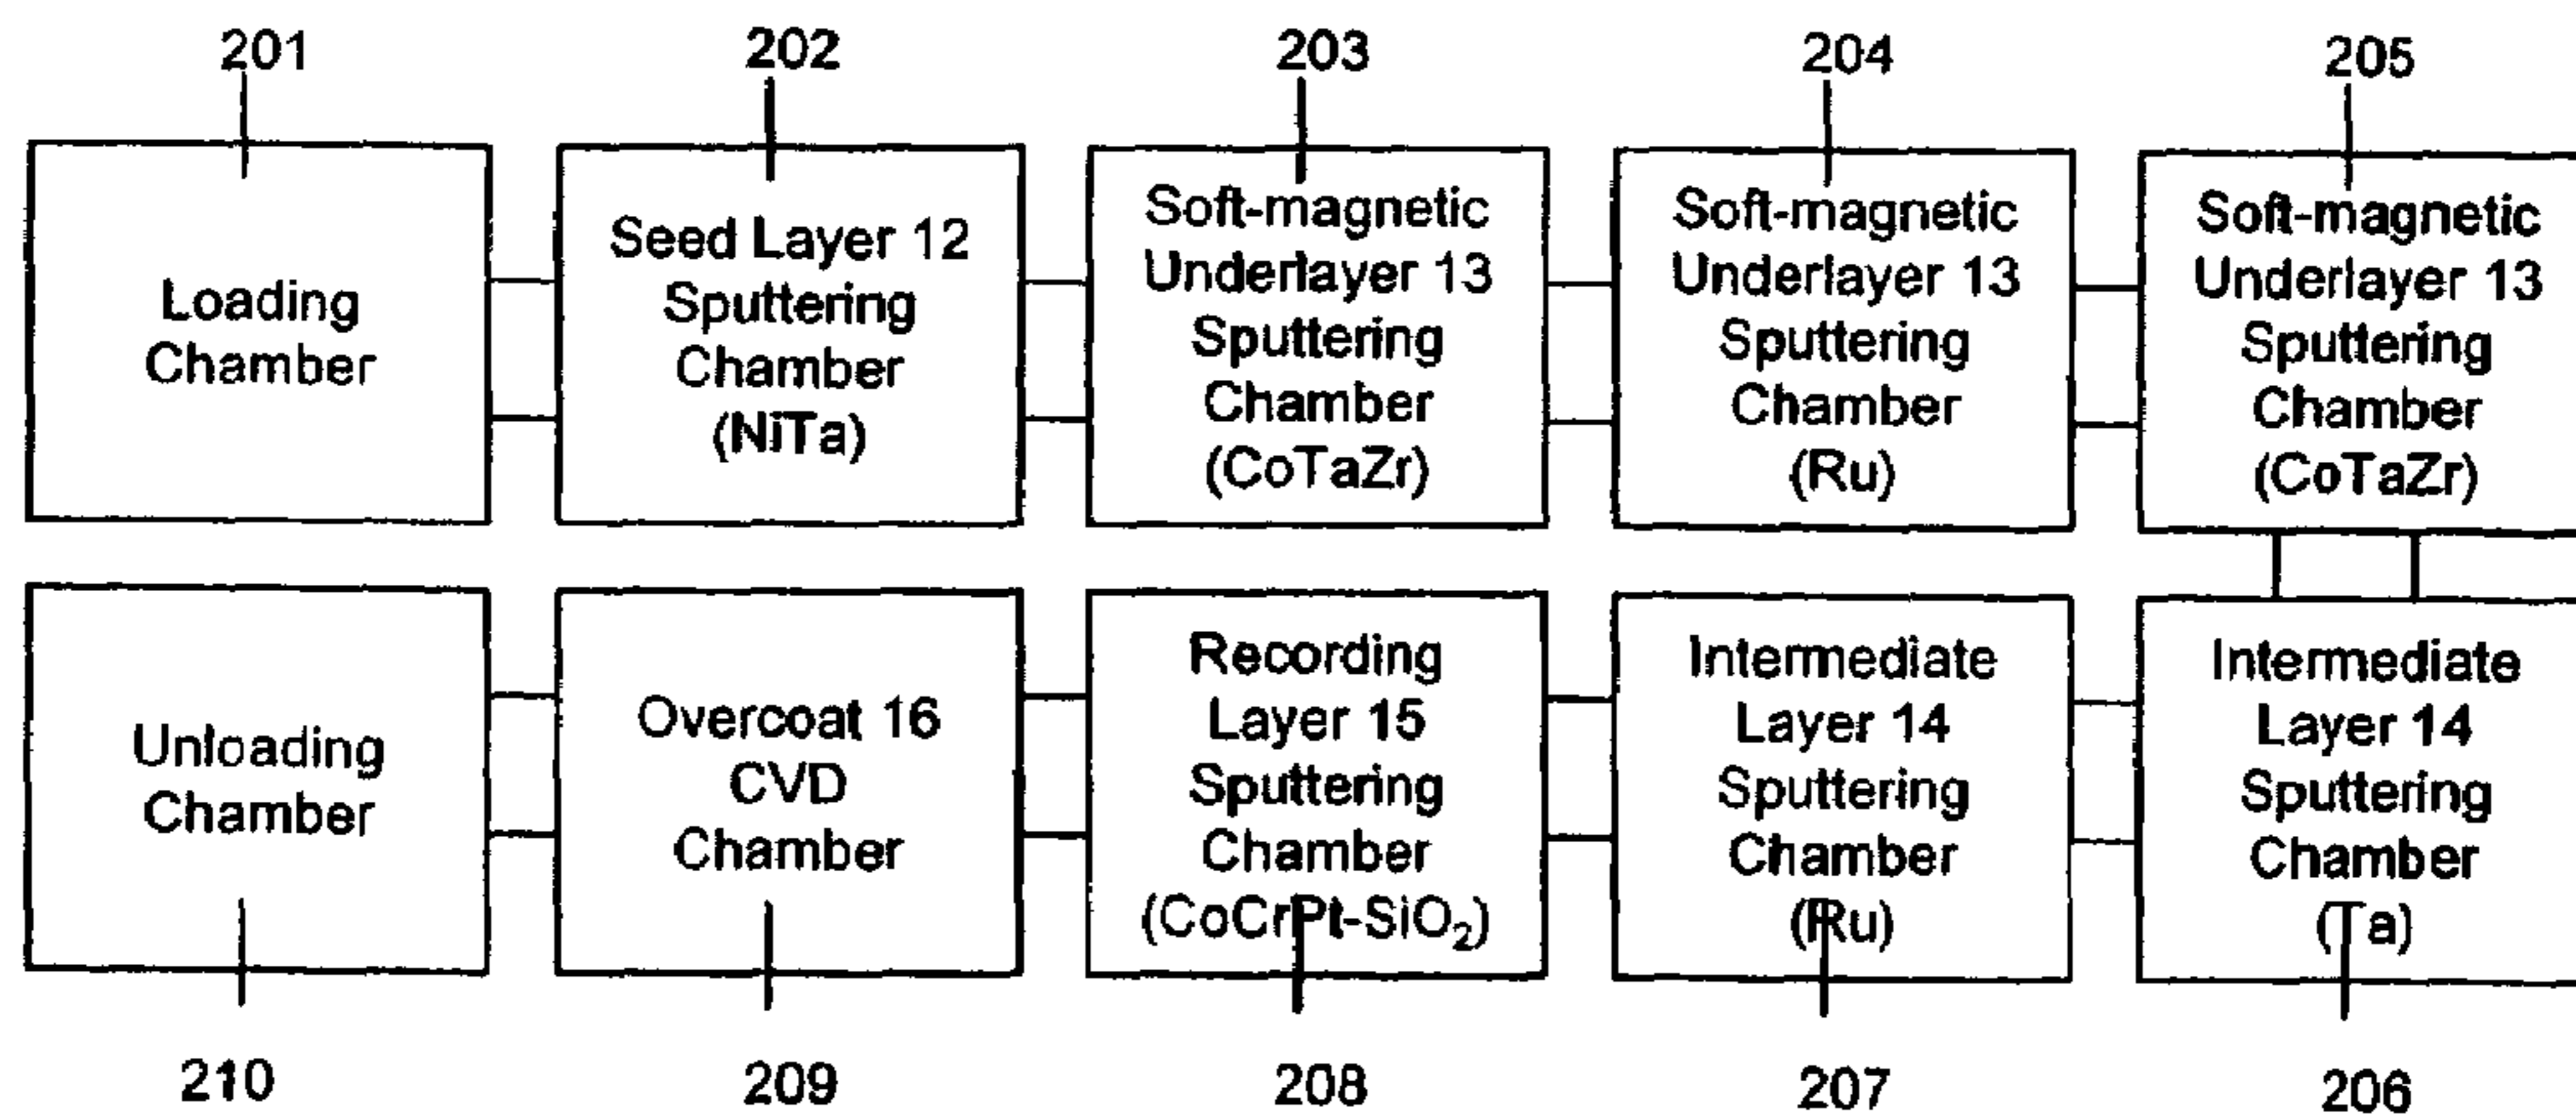 201
202
203
204
205
Loading
Chamber
Seed Layer 12
Sputtering
Chamber
(NiTa)
Soft-magnetic
Underlayer 13
Sputtering
Chamber
(CoTaZr)
Soft-magnetic
Underlayer 13
Sputtering
Chamber
(Ru)
Soft-magnetic
Underlayer 13
Sputtering
Chamber
(CoTaZr)
Unloading
Chamber
Overcoat 16
CVD
Chamber
Recording
Layer 15
Sputtering
Chamber
(CoCrPt-SiO₂)
Intermediate
Layer 14
Sputtering
Chamber
(Ru)
Intermediate
Layer 14
Sputtering
Chamber
(Ta)
210
209
208
207
206